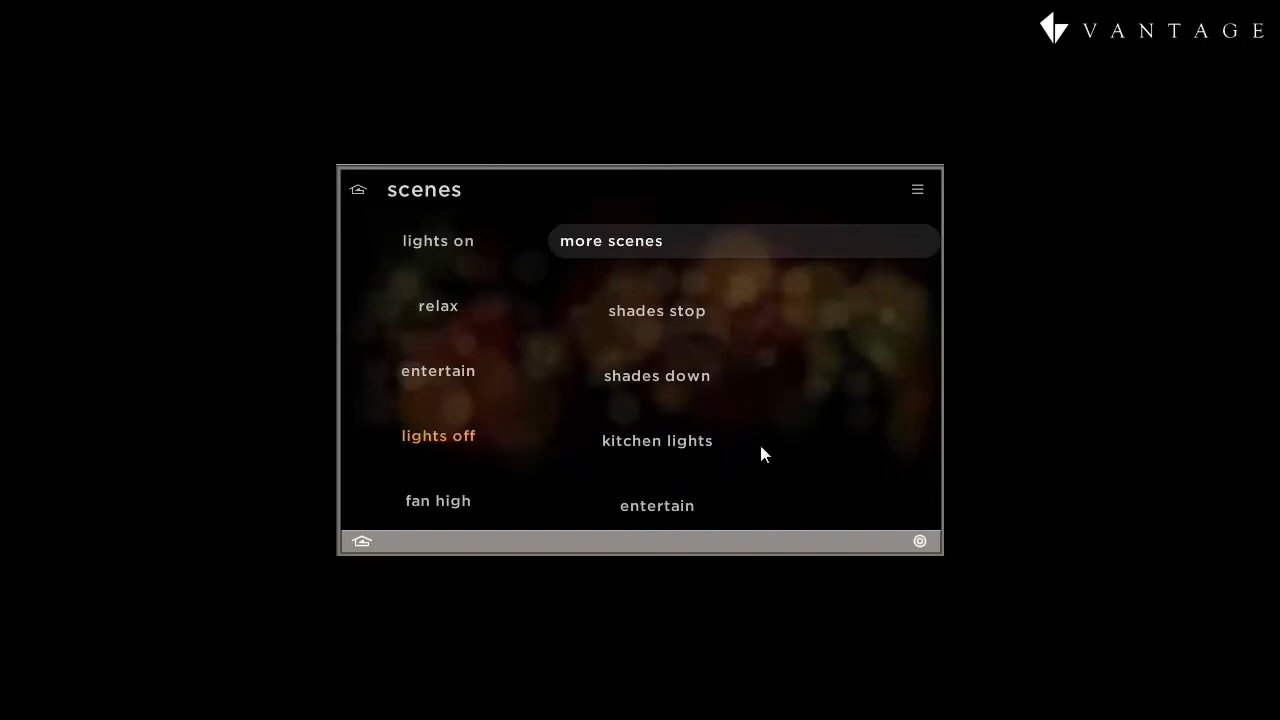 VANTAGE
scenes
lights on
relax
entertain
lights off
fan high
more scenes
shades stop
shades down
kitchen lights
entertain